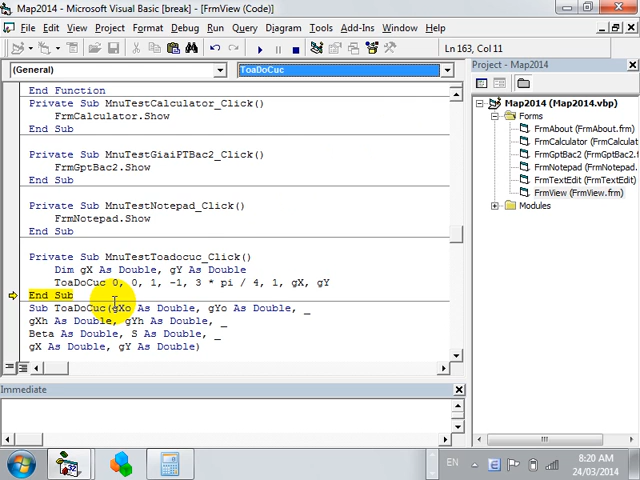 Map2014 - Microsoft Visual Basic [break] - [FrmView (Code)]
File Edit View Project Format Debug Run Query Diagram Tools Add-Ins Window Help
Ln 163, Col 11
(General) ToaDoCuc
End Function
Private Sub MnuTestCalculator_Click()
FrmCalculator.Show
End Sub
Private Sub MnuTestGiaiPTBac2_Click()
FrmGptBac2.Show
End Sub
Private Sub MnuTestNotepad_Click()
FrmNotepad.Show
End Sub
Private Sub MnuTestToadocuc_Click()
Dim gX As Double, gY As Double
ToaDoCuc 0, 0, 1, -1, 3 * pi / 4, 1, gX, gY
End Sub
Sub ToaDoCuc(gXo As Double, gYo As Double, _
gXh As Double, gYh As Double, _
Beta As Double, S As Double, _
gX As Double, gY As Double)
Project - Map2014
Map2014 (Map2014.vbp)
Forms
FrmAbout (FrmAbout.frm)
FrmCalculator (FrmCalcula
FrmGptBac2 (FrmGptBac2.
FrmNotepad (FrmNotepad.
FrmTextEdit (FrmTextEdit.
FrmView (FrmView.frm)
Modules
Immediate
EN
8:20 AM
24/03/2014